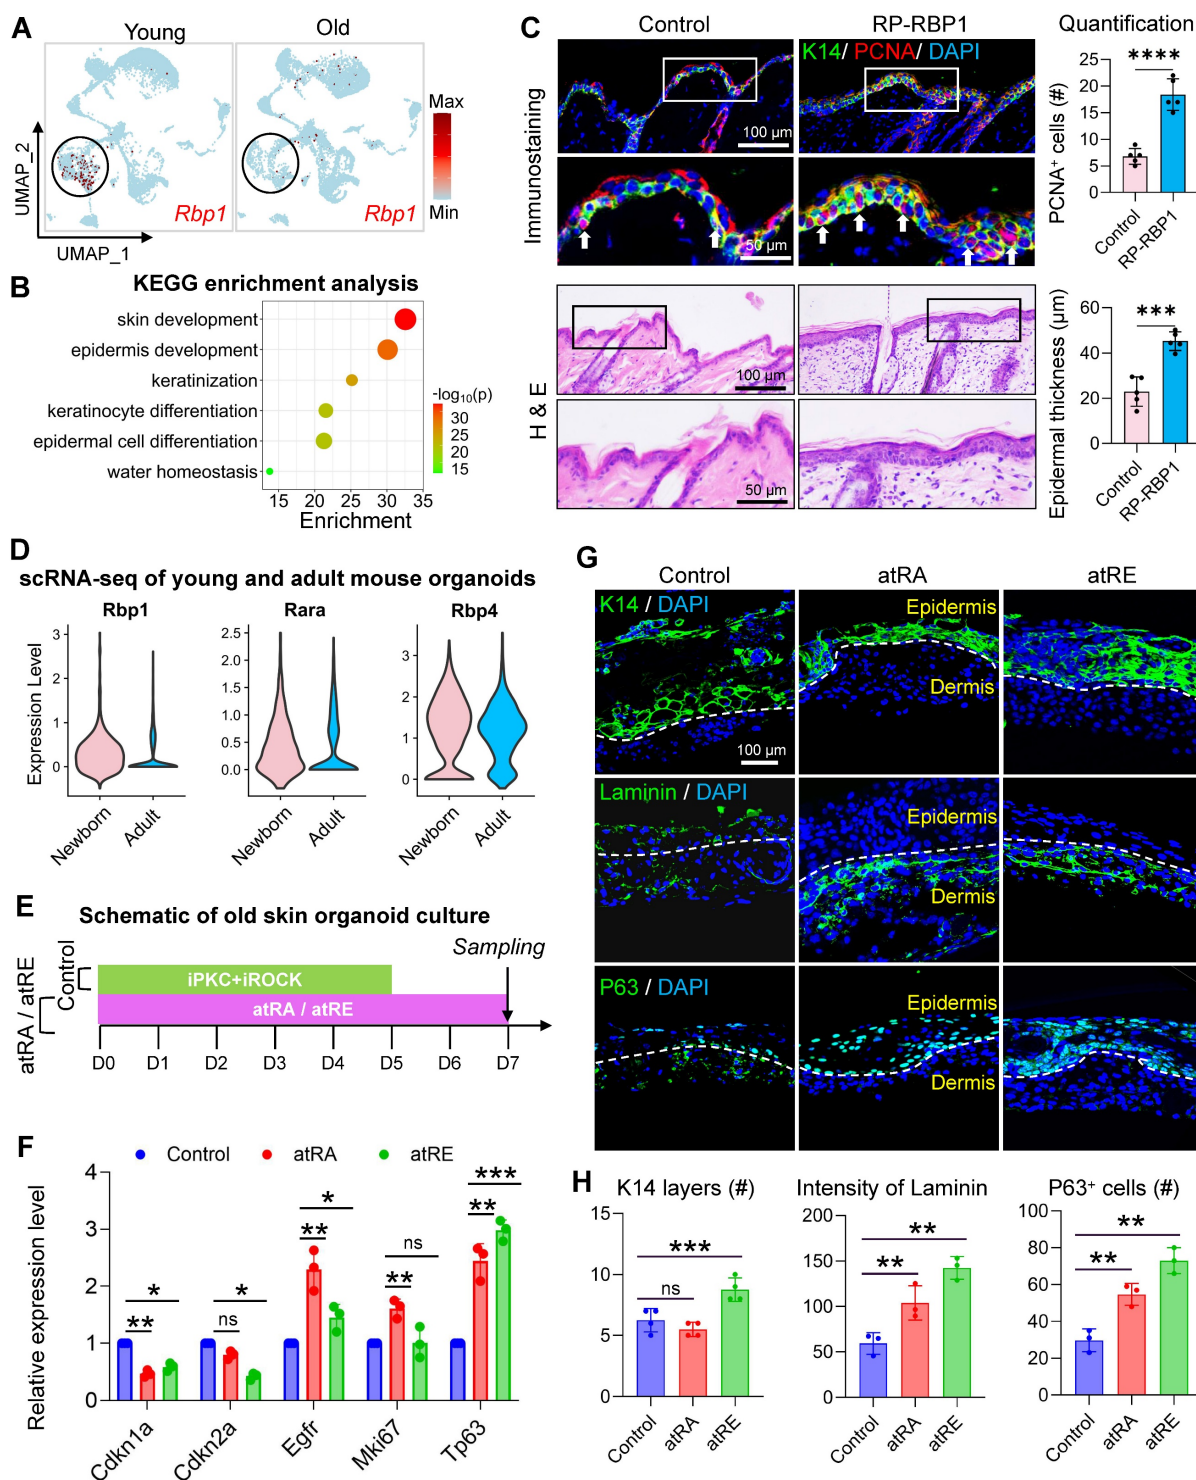 A
Young
Old
Max
Min
Rbp1
Rbp1
UMAP_2
UMAP_1
B
KEGG enrichment analysis
skin development
epidermis development
keratinization
keratinocyte differentiation
epidermal cell differentiation
water homeostasis
-log10(p)
30
25
20
15
15 20 25 30 35
Enrichment
C
Control
RP-RBP1
Quantification
K14/ PCNA/ DAPI
Immunostaining
100 µm
50 µm
H & E
100 µm
50 µm
PCNA+ cells (#)
25
20
15
10
5
0
****
Control
RP-RBP1
Epidermal thickness (µm)
60
40
20
0
***
Control
RP-RBP1
D
scRNA-seq of young and adult mouse organoids
Rbp1
Rara
Rbp4
Expression Level
3
2
1
0
2.5
2.0
1.5
1.0
0.5
0.0
3
2
1
0
Newborn
Adult
Newborn
Adult
Newborn
Adult
E
Schematic of old skin organoid culture
Sampling
atRA / atRE
Control
iPKC+iROCK
atRA / atRE
D0 D1 D2 D3 D4 D5 D6 D7
F
Control
atRA
atRE
Relative expression level
4
3
2
1
0
**
*
ns
*
**
*
**
ns
**
***
Cdkn1a
Cdkn2a
Egfr
Mki67
Tp63
G
Control
atRA
atRE
K14 / DAPI
Epidermis
Dermis
100 µm
Laminin / DAPI
Epidermis
Dermis
P63 / DAPI
Epidermis
Dermis
H
K14 layers (#)
15
10
5
0
***
ns
Control
atRA
atRE
Intensity of Laminin
200
150
100
50
0
**
**
Control
atRA
atRE
P63+ cells (#)
100
80
60
40
20
0
**
**
Control
atRA
atRE